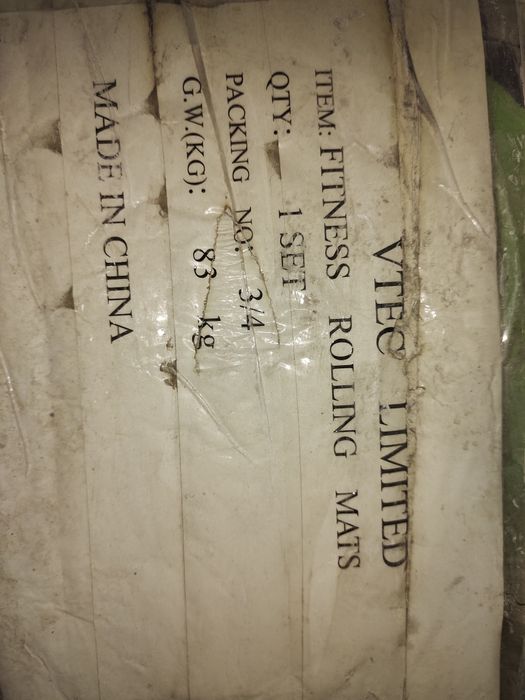 VTEC LIMITED
ITEM: FITNESS ROLLING MATS
QTY: 1 SET
PACKING NO: 3/4
G.W.(KG): 83 kg
MADE IN CHINA